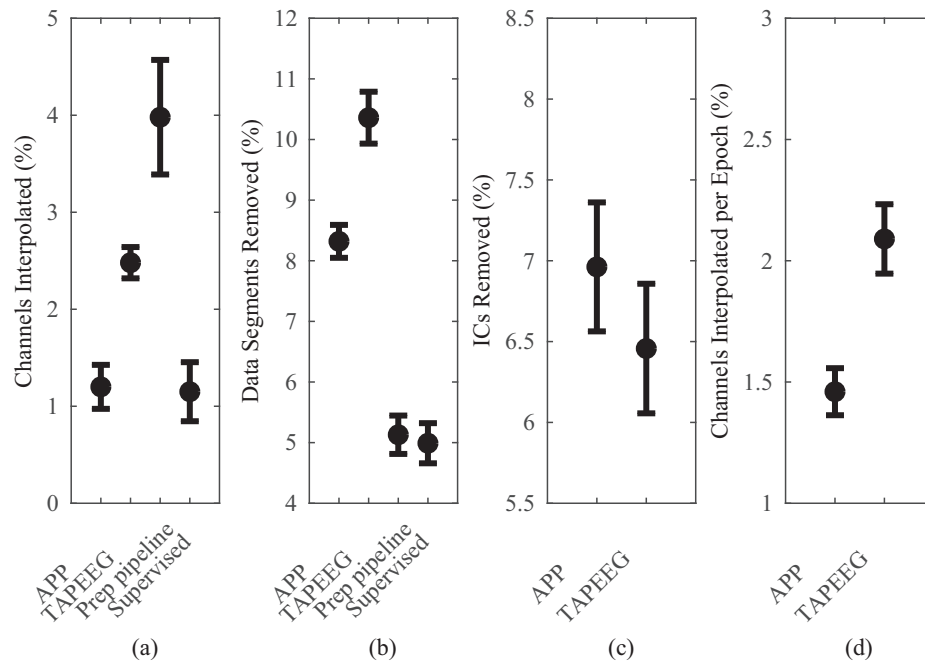 Channels Interpolated (%)
5
4
3
2
1
0
APP
TAPEEG
Prep pipeline
Supervised
(a)
Data Segments Removed (%)
12
11
10
9
8
7
6
5
4
APP
TAPEEG
Prep pipeline
Supervised
(b)
ICs Removed (%)
8.5
8
7.5
7
6.5
6
5.5
APP
TAPEEG
(c)
Channels Interpolated per Epoch (%)
3
2.5
2
1.5
1
APP
TAPEEG
(d)